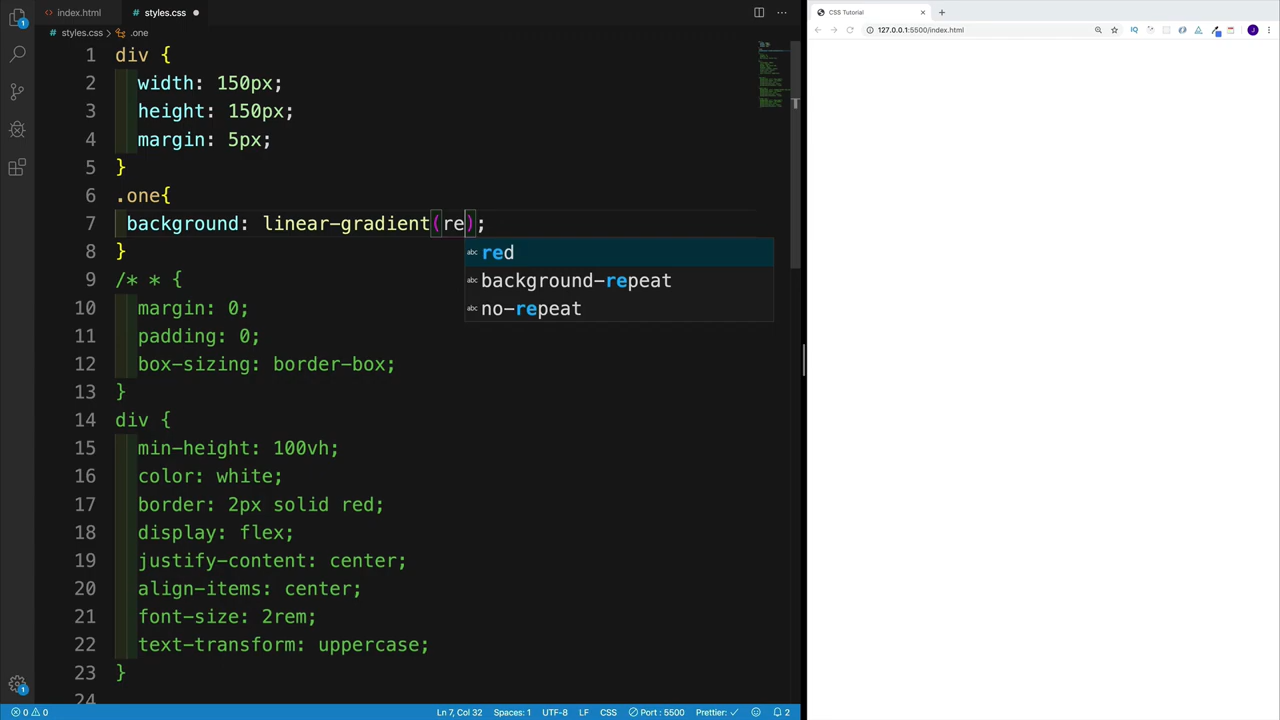 index.html
styles.css
styles.css
.one
1 div {
2 width: 150px;
3 height: 150px;
4 margin: 5px;
5 }
6 .one{
7 background: linear-gradient(re);
red
background-repeat
no-repeat
8 }
9 /* * {
10 margin: 0;
11 padding: 0;
12 box-sizing: border-box;
13 }
14 div {
15 min-height: 100vh;
16 color: white;
17 border: 2px solid red;
18 display: flex;
19 justify-content: center;
20 align-items: center;
21 font-size: 2rem;
22 text-transform: uppercase;
23 }
24
0 0
Ln 7, Col 32 Spaces: 1 UTF-8 LF CSS Port : 5500 Prettier: 2
CSS Tutorial
127.0.0.1:5500/index.html